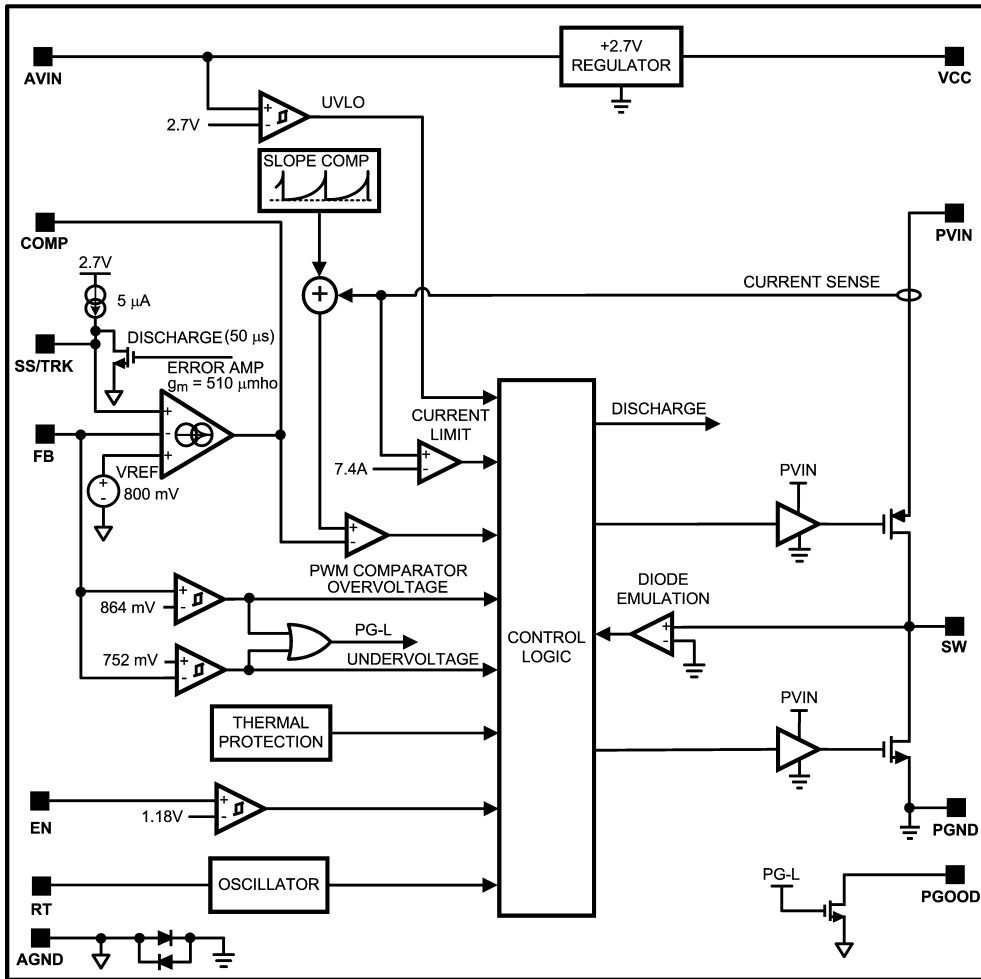 +2.7V
REGULATOR
AVIN
VCC
UVLO
+
-
2.7V
SLOPE COMP
COMP
PVIN
2.7V
5 μA
+
CURRENT SENSE
DISCHARGE (50 μs)
SS/TRK
ERROR AMP
gm = 510 μmho
+
-
+
FB
VREF
+
-
800 mV
CURRENT
LIMIT
+
-
7.4A
DISCHARGE
PVIN
+
-
PWM COMPARATOR
OVERVOLTAGE
+
-
864 mV
DIODE
EMULATION
+
-
PG-L
CONTROL
LOGIC
SW
752 mV
+
-
UNDERVOLTAGE
PVIN
THERMAL
PROTECTION
EN
+
-
1.18V
PGND
RT
OSCILLATOR
PG-L
PGOOD
AGND